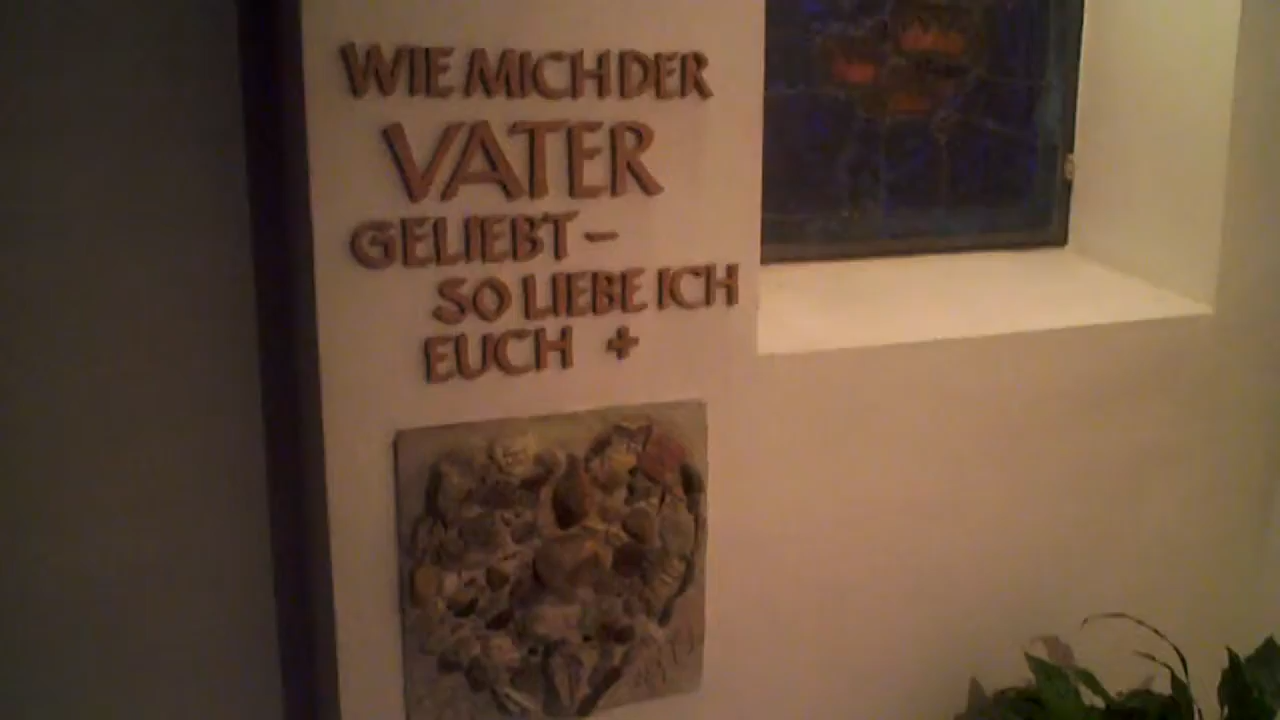 WIE MICH DER
VATER
GELIEBT –
SO LIEBE ICH
EUCH +